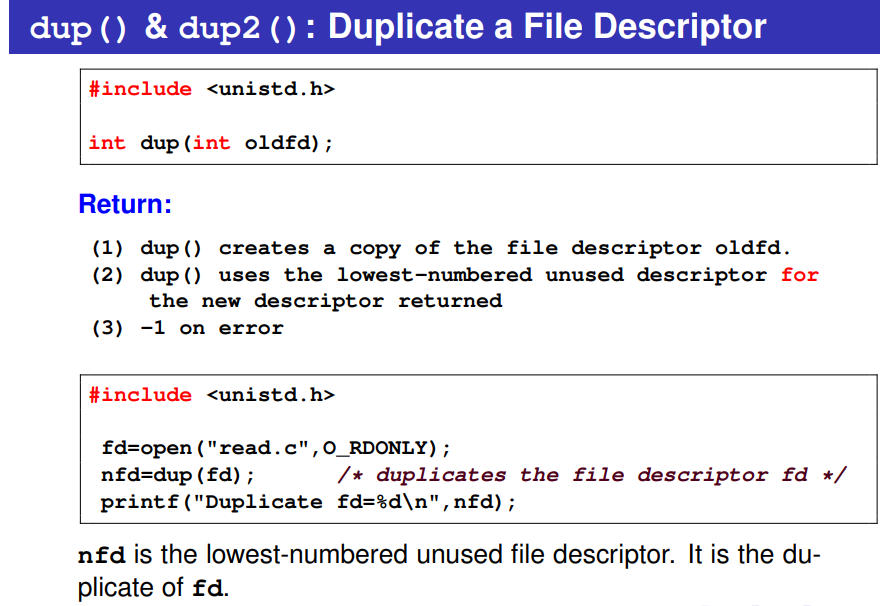 dup() & dup2(): Duplicate a File Descriptor
#include <unistd.h>
int dup(int oldfd);
Return:
(1) dup() creates a copy of the file descriptor oldfd.
(2) dup() uses the lowest-numbered unused descriptor for
the new descriptor returned
(3) -1 on error
#include <unistd.h>
fd=open("read.c",O_RDONLY);
nfd=dup(fd); /* duplicates the file descriptor fd */
printf("Duplicate fd=%d\n",nfd);
nfd is the lowest-numbered unused file descriptor. It is the du-
plicate of fd.